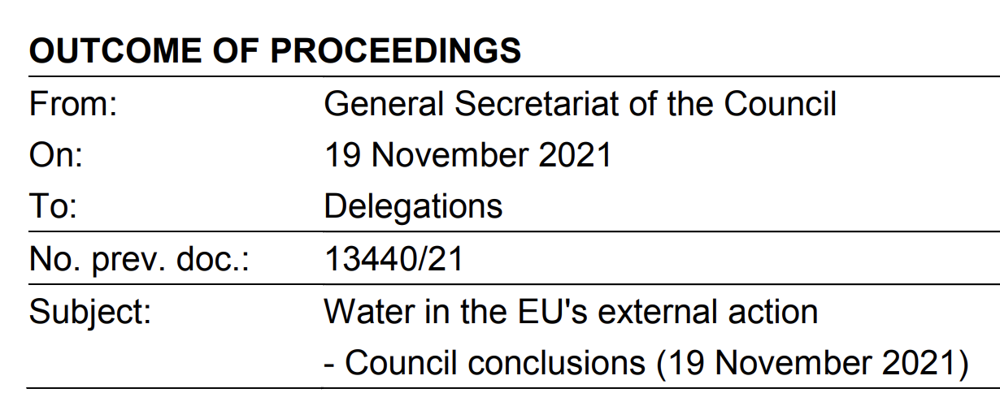 OUTCOME OF PROCEEDINGS
From: General Secretariat of the Council
On: 19 November 2021
To: Delegations
No. prev. doc.: 13440/21
Subject: Water in the EU's external action
- Council conclusions (19 November 2021)